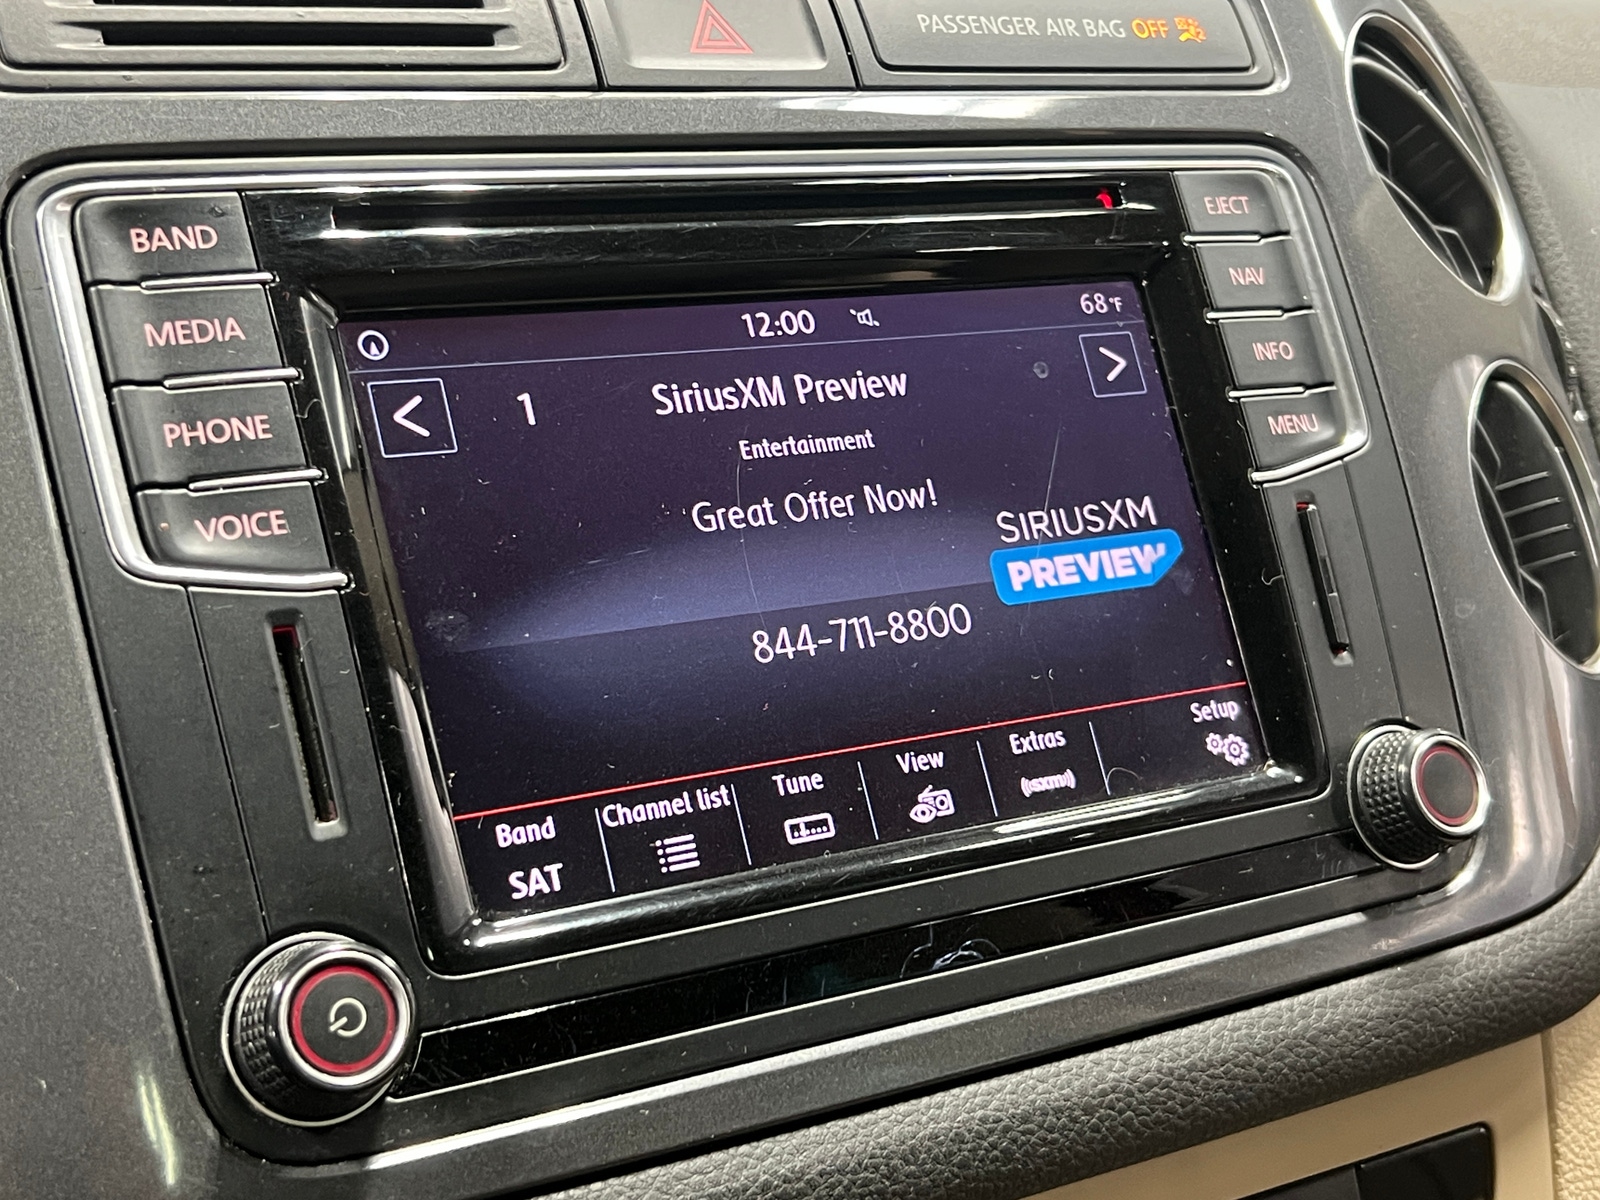 PASSENGER AIR BAG OFF
BAND
MEDIA
PHONE
VOICE
EJECT
NAV
INFO
MENU
12:00
68°F
1
SiriusXM Preview
Entertainment
Great Offer Now!
SIRIUSXM
PREVIEW
844-711-8800
Band
SAT
Channel list
Tune
View
Extras
((sxm))
Setup